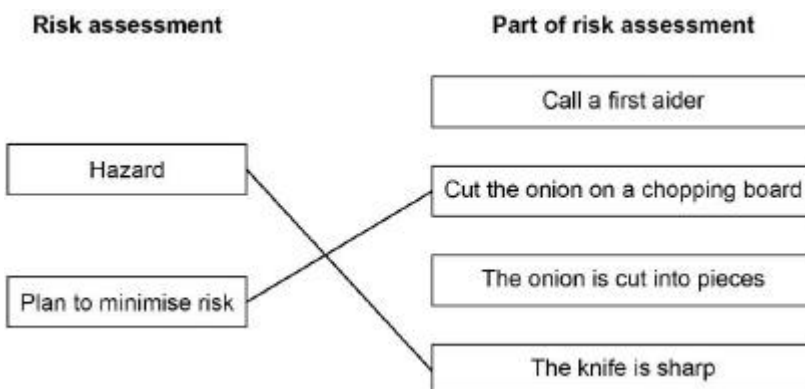 Risk assessment
Part of risk assessment
Call a first aider
Hazard
Cut the onion on a chopping board
The onion is cut into pieces
Plan to minimise risk
The knife is sharp